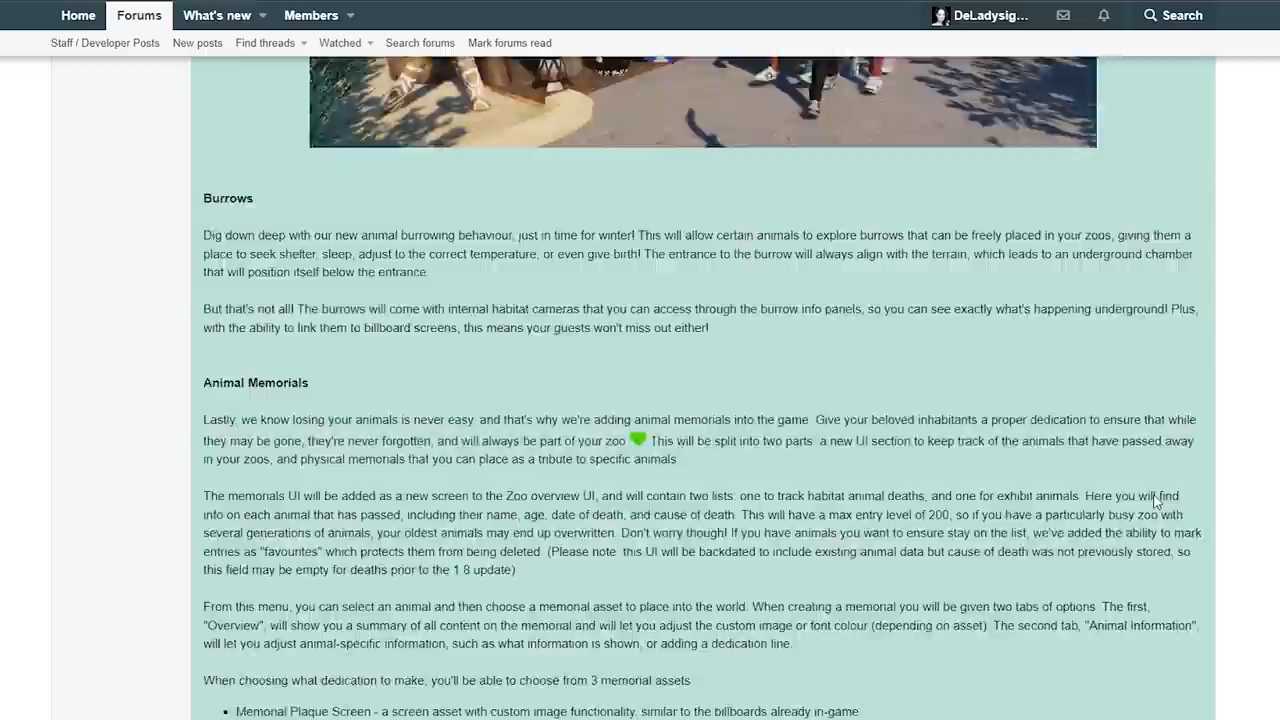 Home Forums What's new Members DeLadysig... Search
Staff / Developer Posts New posts Find threads Watched Search forums Mark forums read
Burrows
Dig down deep with our new animal burrowing behaviour, just in time for winter! This will allow certain animals to explore burrows that can be freely placed in your zoos, giving them a
place to seek shelter, sleep, adjust to the correct temperature, or even give birth! The entrance to the burrow will always align with the terrain, which leads to an underground chamber
that will position itself below the entrance.
But that's not all! The burrows will come with internal habitat cameras that you can access through the burrow info panels, so you can see exactly what's happening underground! Plus,
with the ability to link them to billboard screens, this means your guests won't miss out either!
Animal Memorials
Lastly, we know losing your animals is never easy, and that's why we're adding animal memorials into the game. Give your beloved inhabitants a proper dedication to ensure that while
they may be gone, they're never forgotten, and will always be part of your zoo 💚 This will be split into two parts: a new UI section to keep track of the animals that have passed away
in your zoos, and physical memorials that you can place as a tribute to specific animals.
The memorials UI will be added as a new screen to the Zoo overview UI, and will contain two lists: one to track habitat animal deaths, and one for exhibit animals. Here you will find
info on each animal that has passed, including their name, age, date of death, and cause of death. This will have a max entry level of 200, so if you have a particularly busy zoo with
several generations of animals, your oldest animals may end up overwritten. Don't worry though! If you have animals you want to ensure stay on the list, we've added the ability to mark
entries as "favourites" which protects them from being deleted. (Please note: this UI will be backdated to include existing animal data but cause of death was not previously stored, so
this field may be empty for deaths prior to the 1.8 update)
From this menu, you can select an animal and then choose a memorial asset to place into the world. When creating a memorial you will be given two tabs of options. The first,
"Overview", will show you a summary of all content on the memorial and will let you adjust the custom image or font colour (depending on asset). The second tab, "Animal Information",
will let you adjust animal-specific information, such as what information is shown, or adding a dedication line.
When choosing what dedication to make, you'll be able to choose from 3 memorial assets:
• Memorial Plaque Screen - a screen asset with custom image functionality, similar to the billboards already in-game